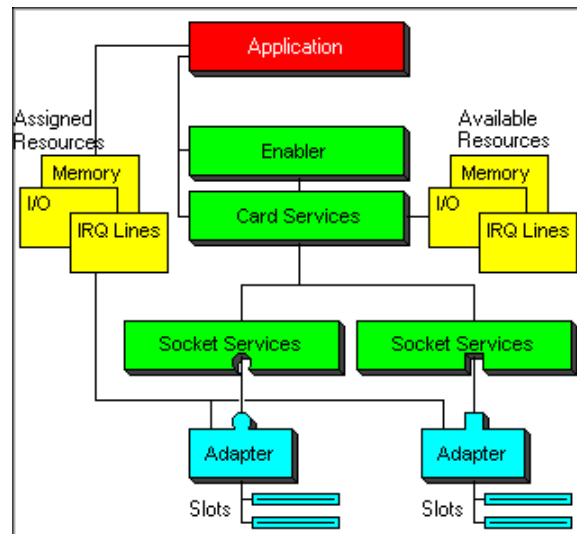 Application
Assigned
Resources
Available
Resources
Enabler
Memory
I/O
IRQ Lines
Card Services
Memory
I/O
IRQ Lines
Socket Services
Socket Services
Adapter
Adapter
Slots
Slots